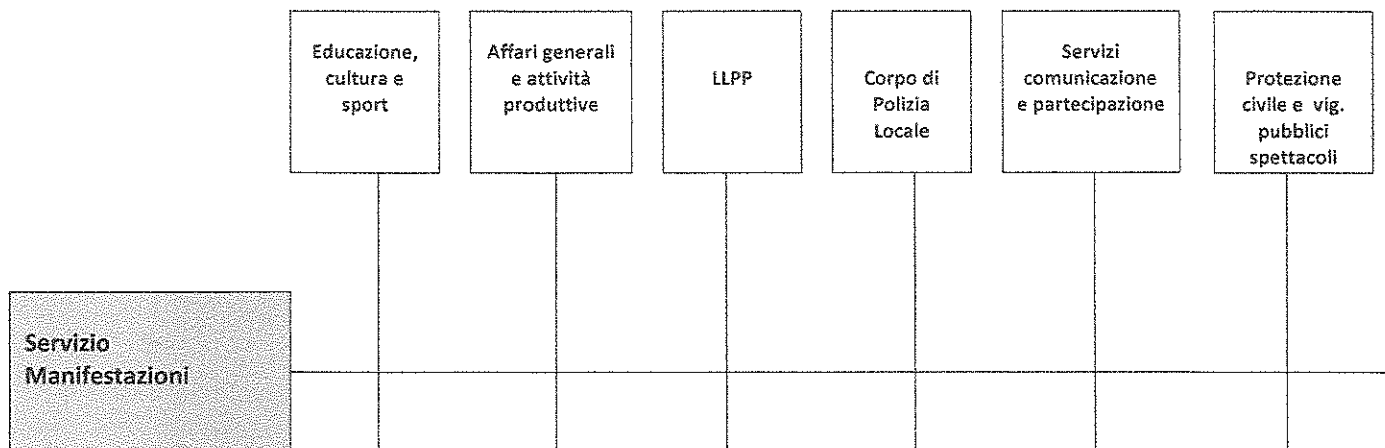 Educazione,
cultura e
sport
Affari generali
e attività
produttive
LLPP
Corpo di
Polizia
Locale
Servizi
comunicazione
e partecipazione
Protezione
civile e vig.
pubblici
spettacoli
Servizio
Manifestazioni